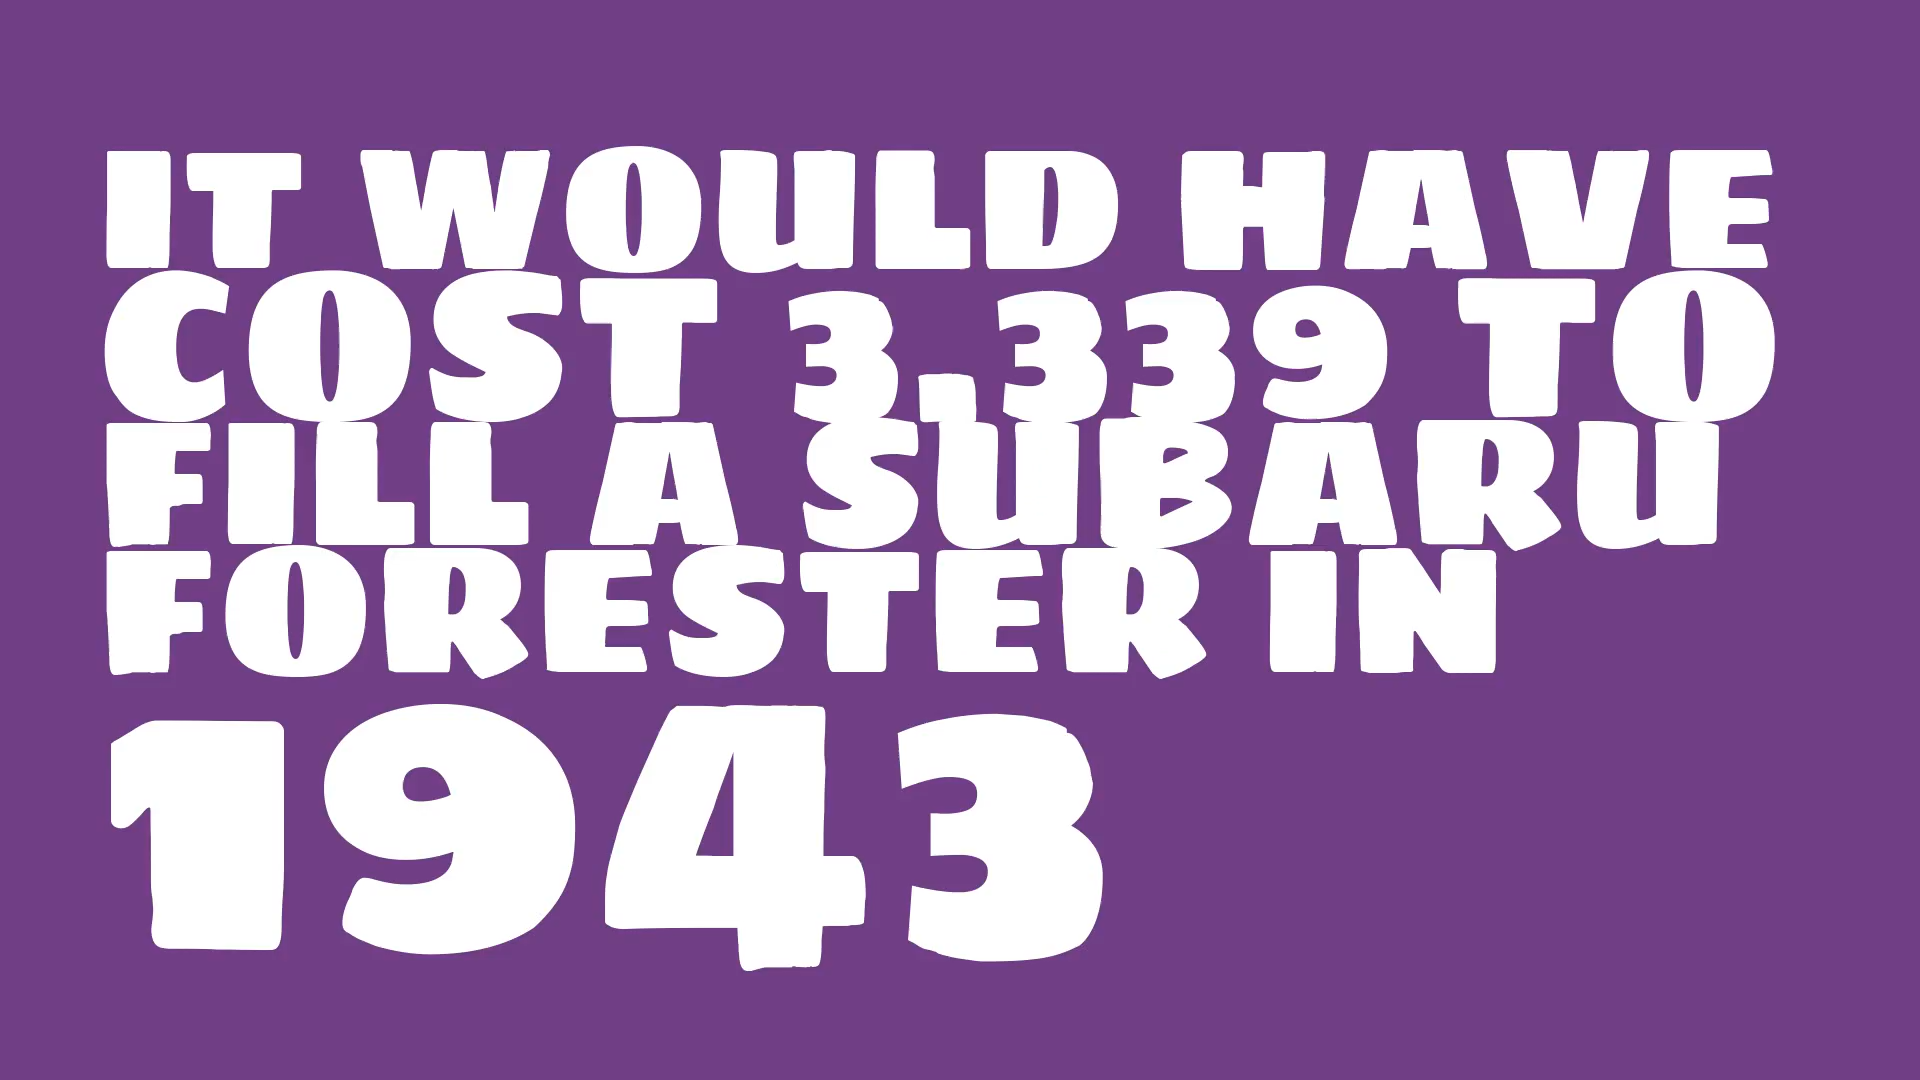 IT WOULD HAVE
COST 3,339 TO
FILL A SUBARU
FORESTER IN
1943